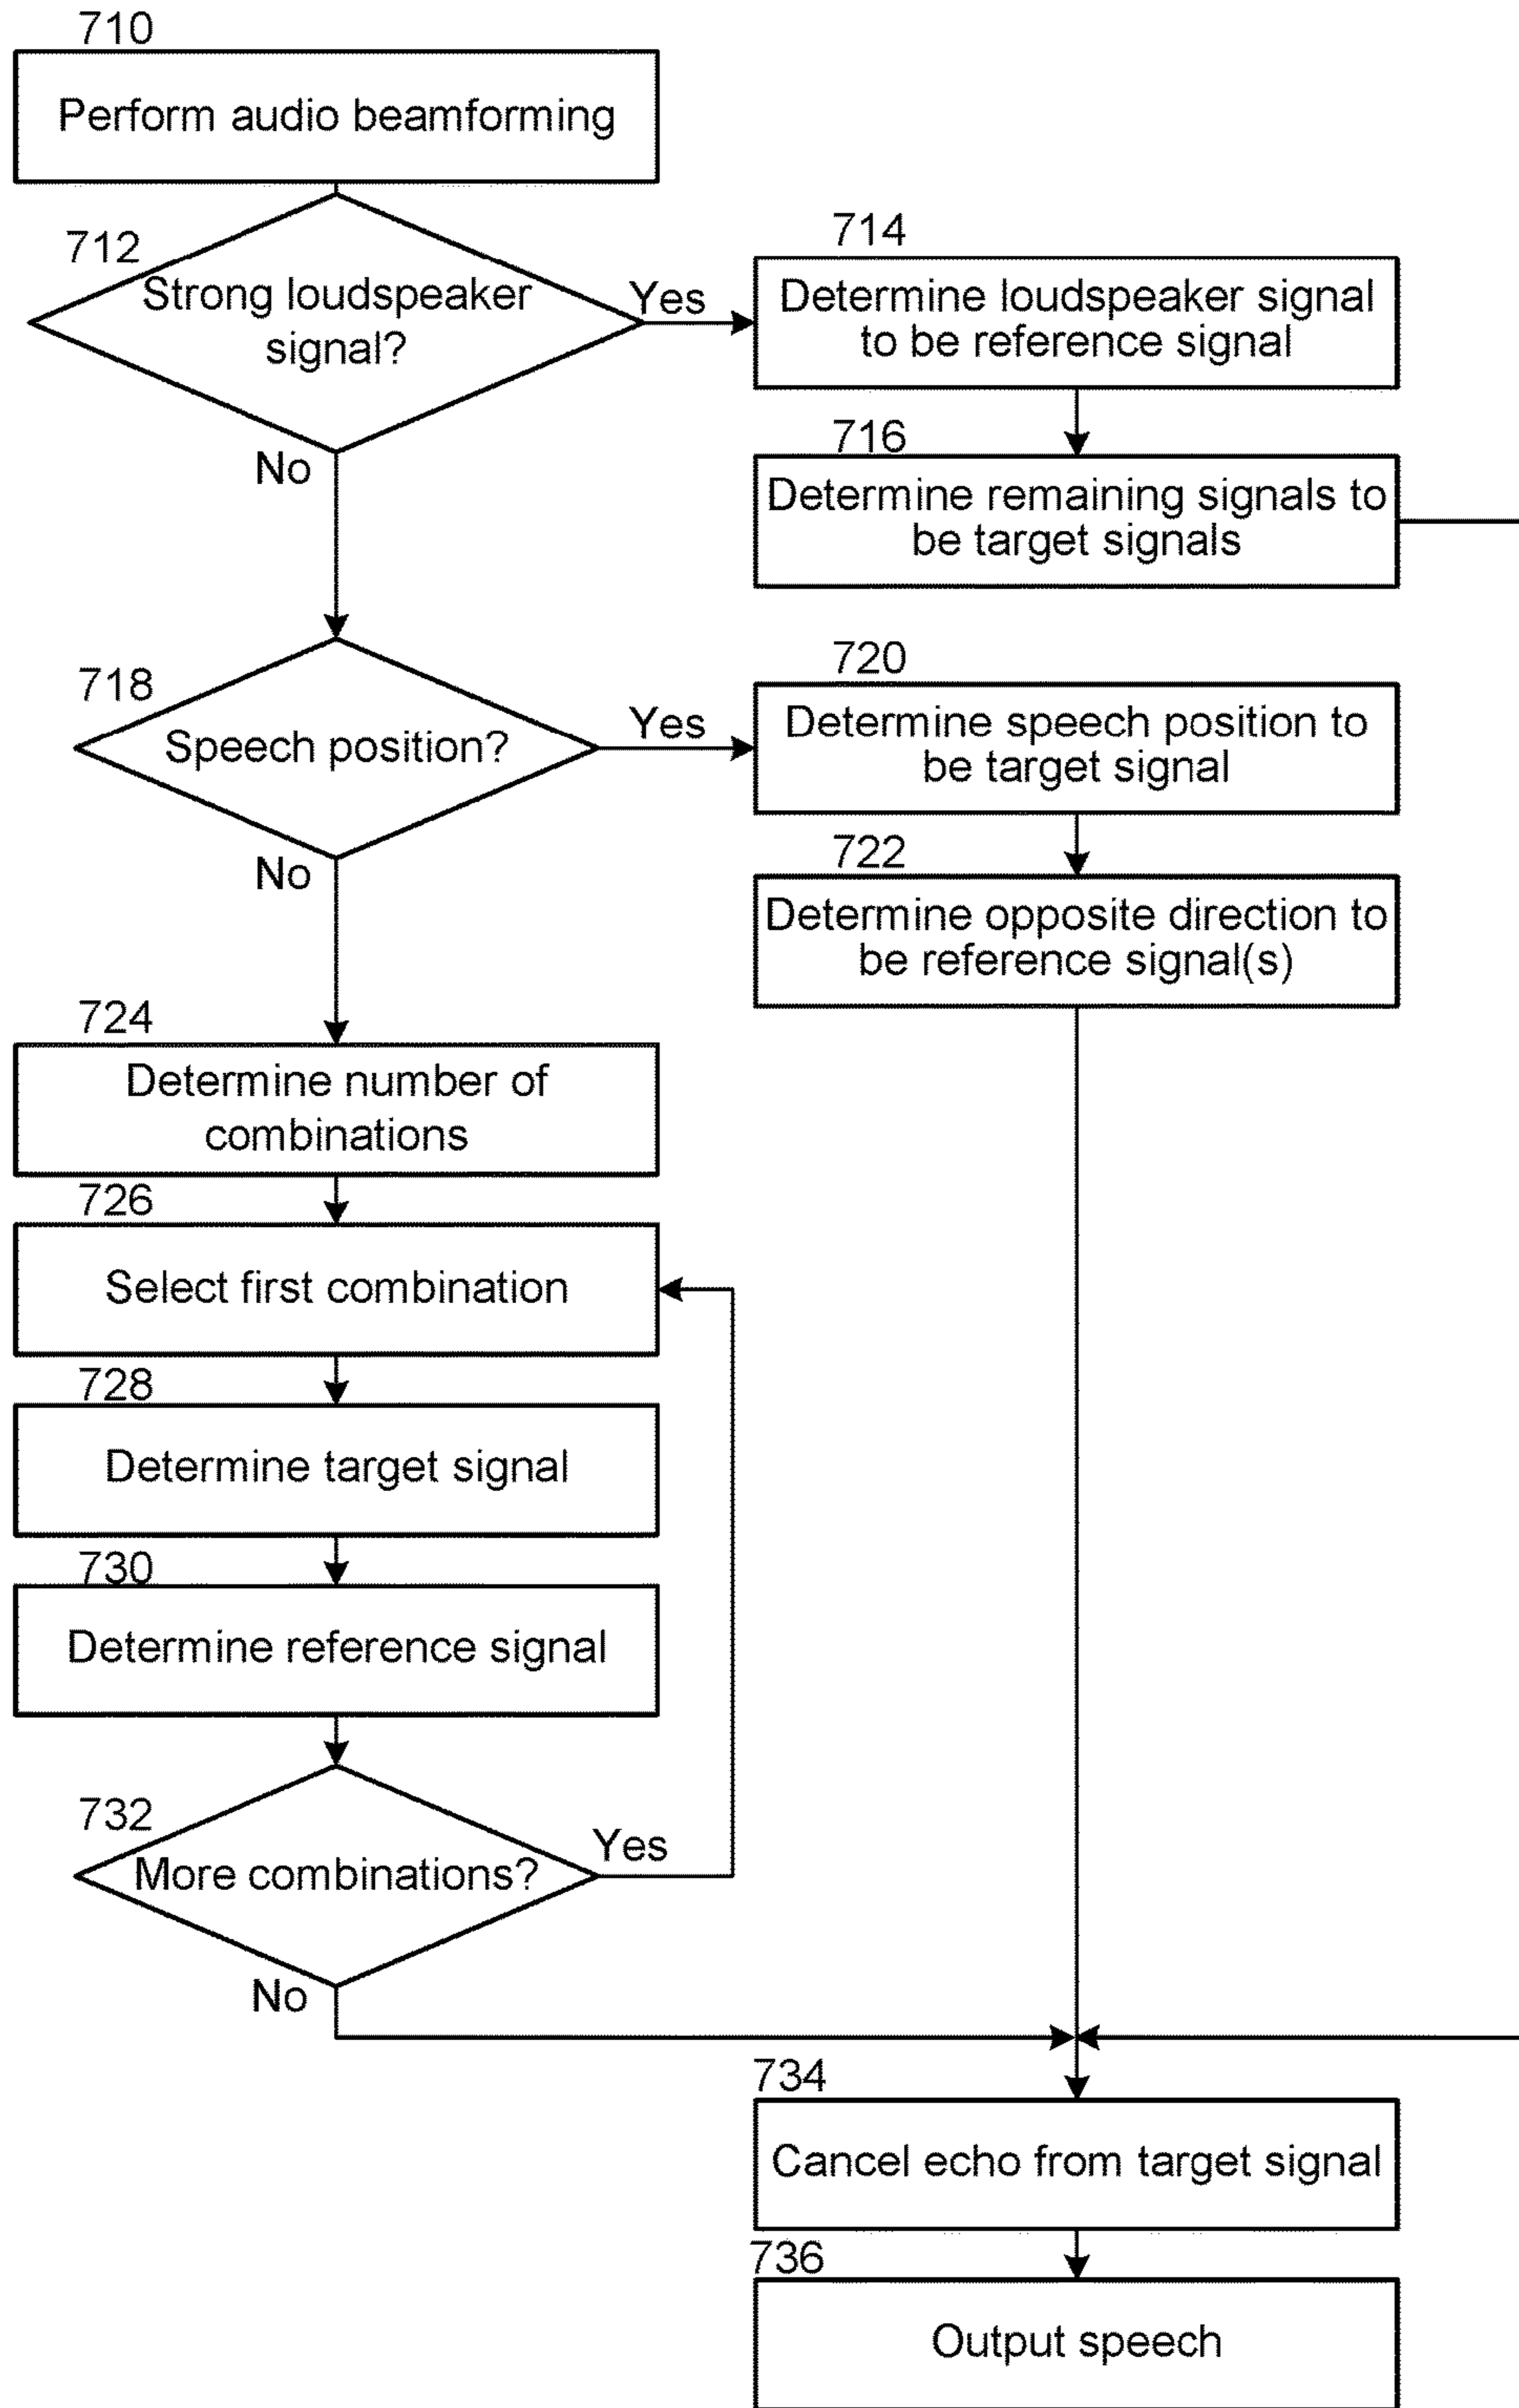 710
Perform audio beamforming
712
Strong loudspeaker
signal?
Yes
No
714
Determine loudspeaker signal
to be reference signal
716
Determine remaining signals to
be target signals
718
Speech position?
Yes
No
720
Determine speech position to
be target signal
722
Determine opposite direction to
be reference signal(s)
724
Determine number of
combinations
726
Select first combination
728
Determine target signal
730
Determine reference signal
732
More combinations?
Yes
No
734
Cancel echo from target signal
736
Output speech